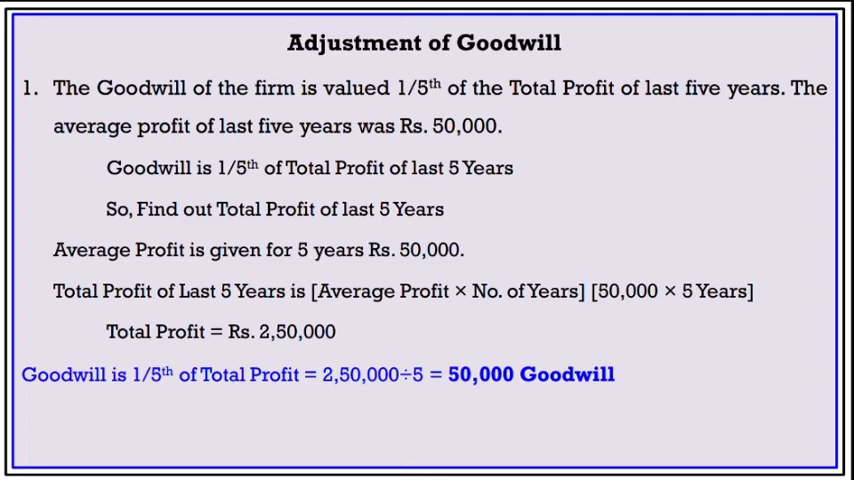 Adjustment of Goodwill
1. The Goodwill of the firm is valued 1/5th of the Total Profit of last five years. The
average profit of last five years was Rs. 50,000.
Goodwill is 1/5th of Total Profit of last 5 Years
So, Find out Total Profit of last 5 Years
Average Profit is given for 5 years Rs. 50,000.
Total Profit of Last 5 Years is [Average Profit × No. of Years] [50,000 × 5 Years]
Total Profit = Rs. 2,50,000
Goodwill is 1/5th of Total Profit = 2,50,000÷5 = 50,000 Goodwill